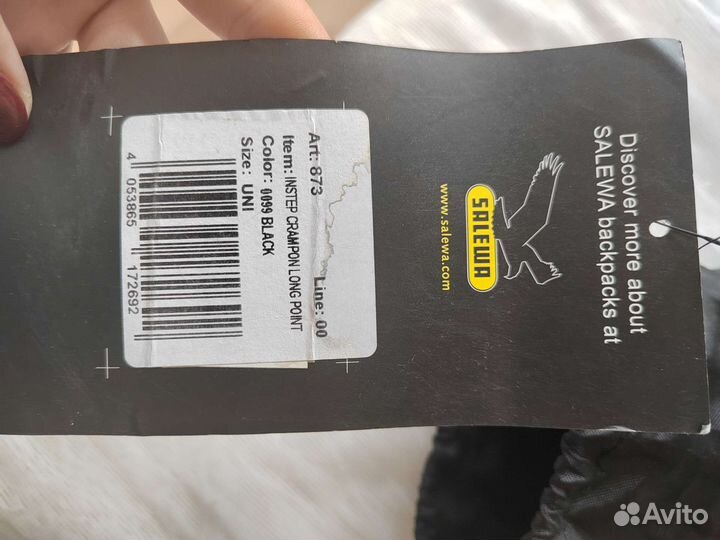 Discover more about
SALEWA backpacks at
SALEWA
www.salewa.com
Art: 873 Line: 00
Item: INSTEP CRAMPON LONG POINT
Color: 0099 BLACK
Size: UNI
4 053865 172692
Avito